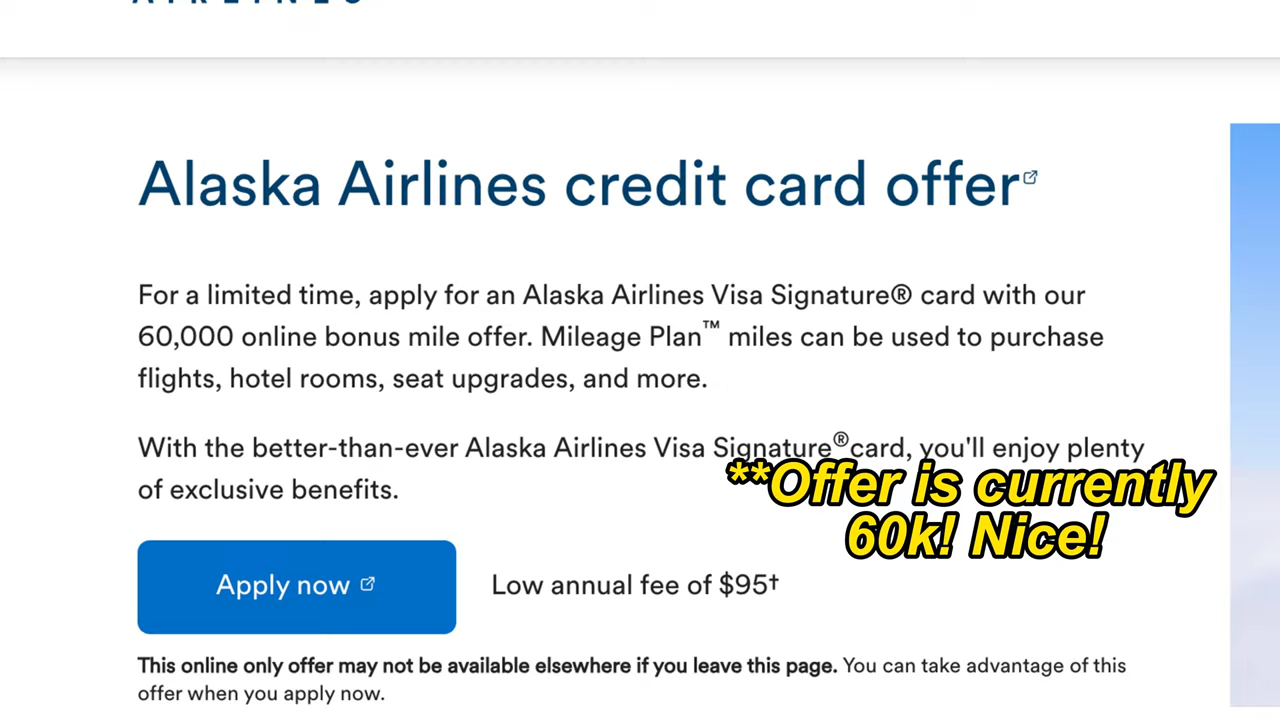 AIRLINES
Alaska Airlines credit card offer
For a limited time, apply for an Alaska Airlines Visa Signature® card with our
60,000 online bonus mile offer. Mileage Plan™ miles can be used to purchase
flights, hotel rooms, seat upgrades, and more.
With the better-than-ever Alaska Airlines Visa Signature®card, you'll enjoy plenty
of exclusive benefits.
**Offer is currently
60k! Nice!
Apply now
Low annual fee of $95†
This online only offer may not be available elsewhere if you leave this page. You can take advantage of this
offer when you apply now.